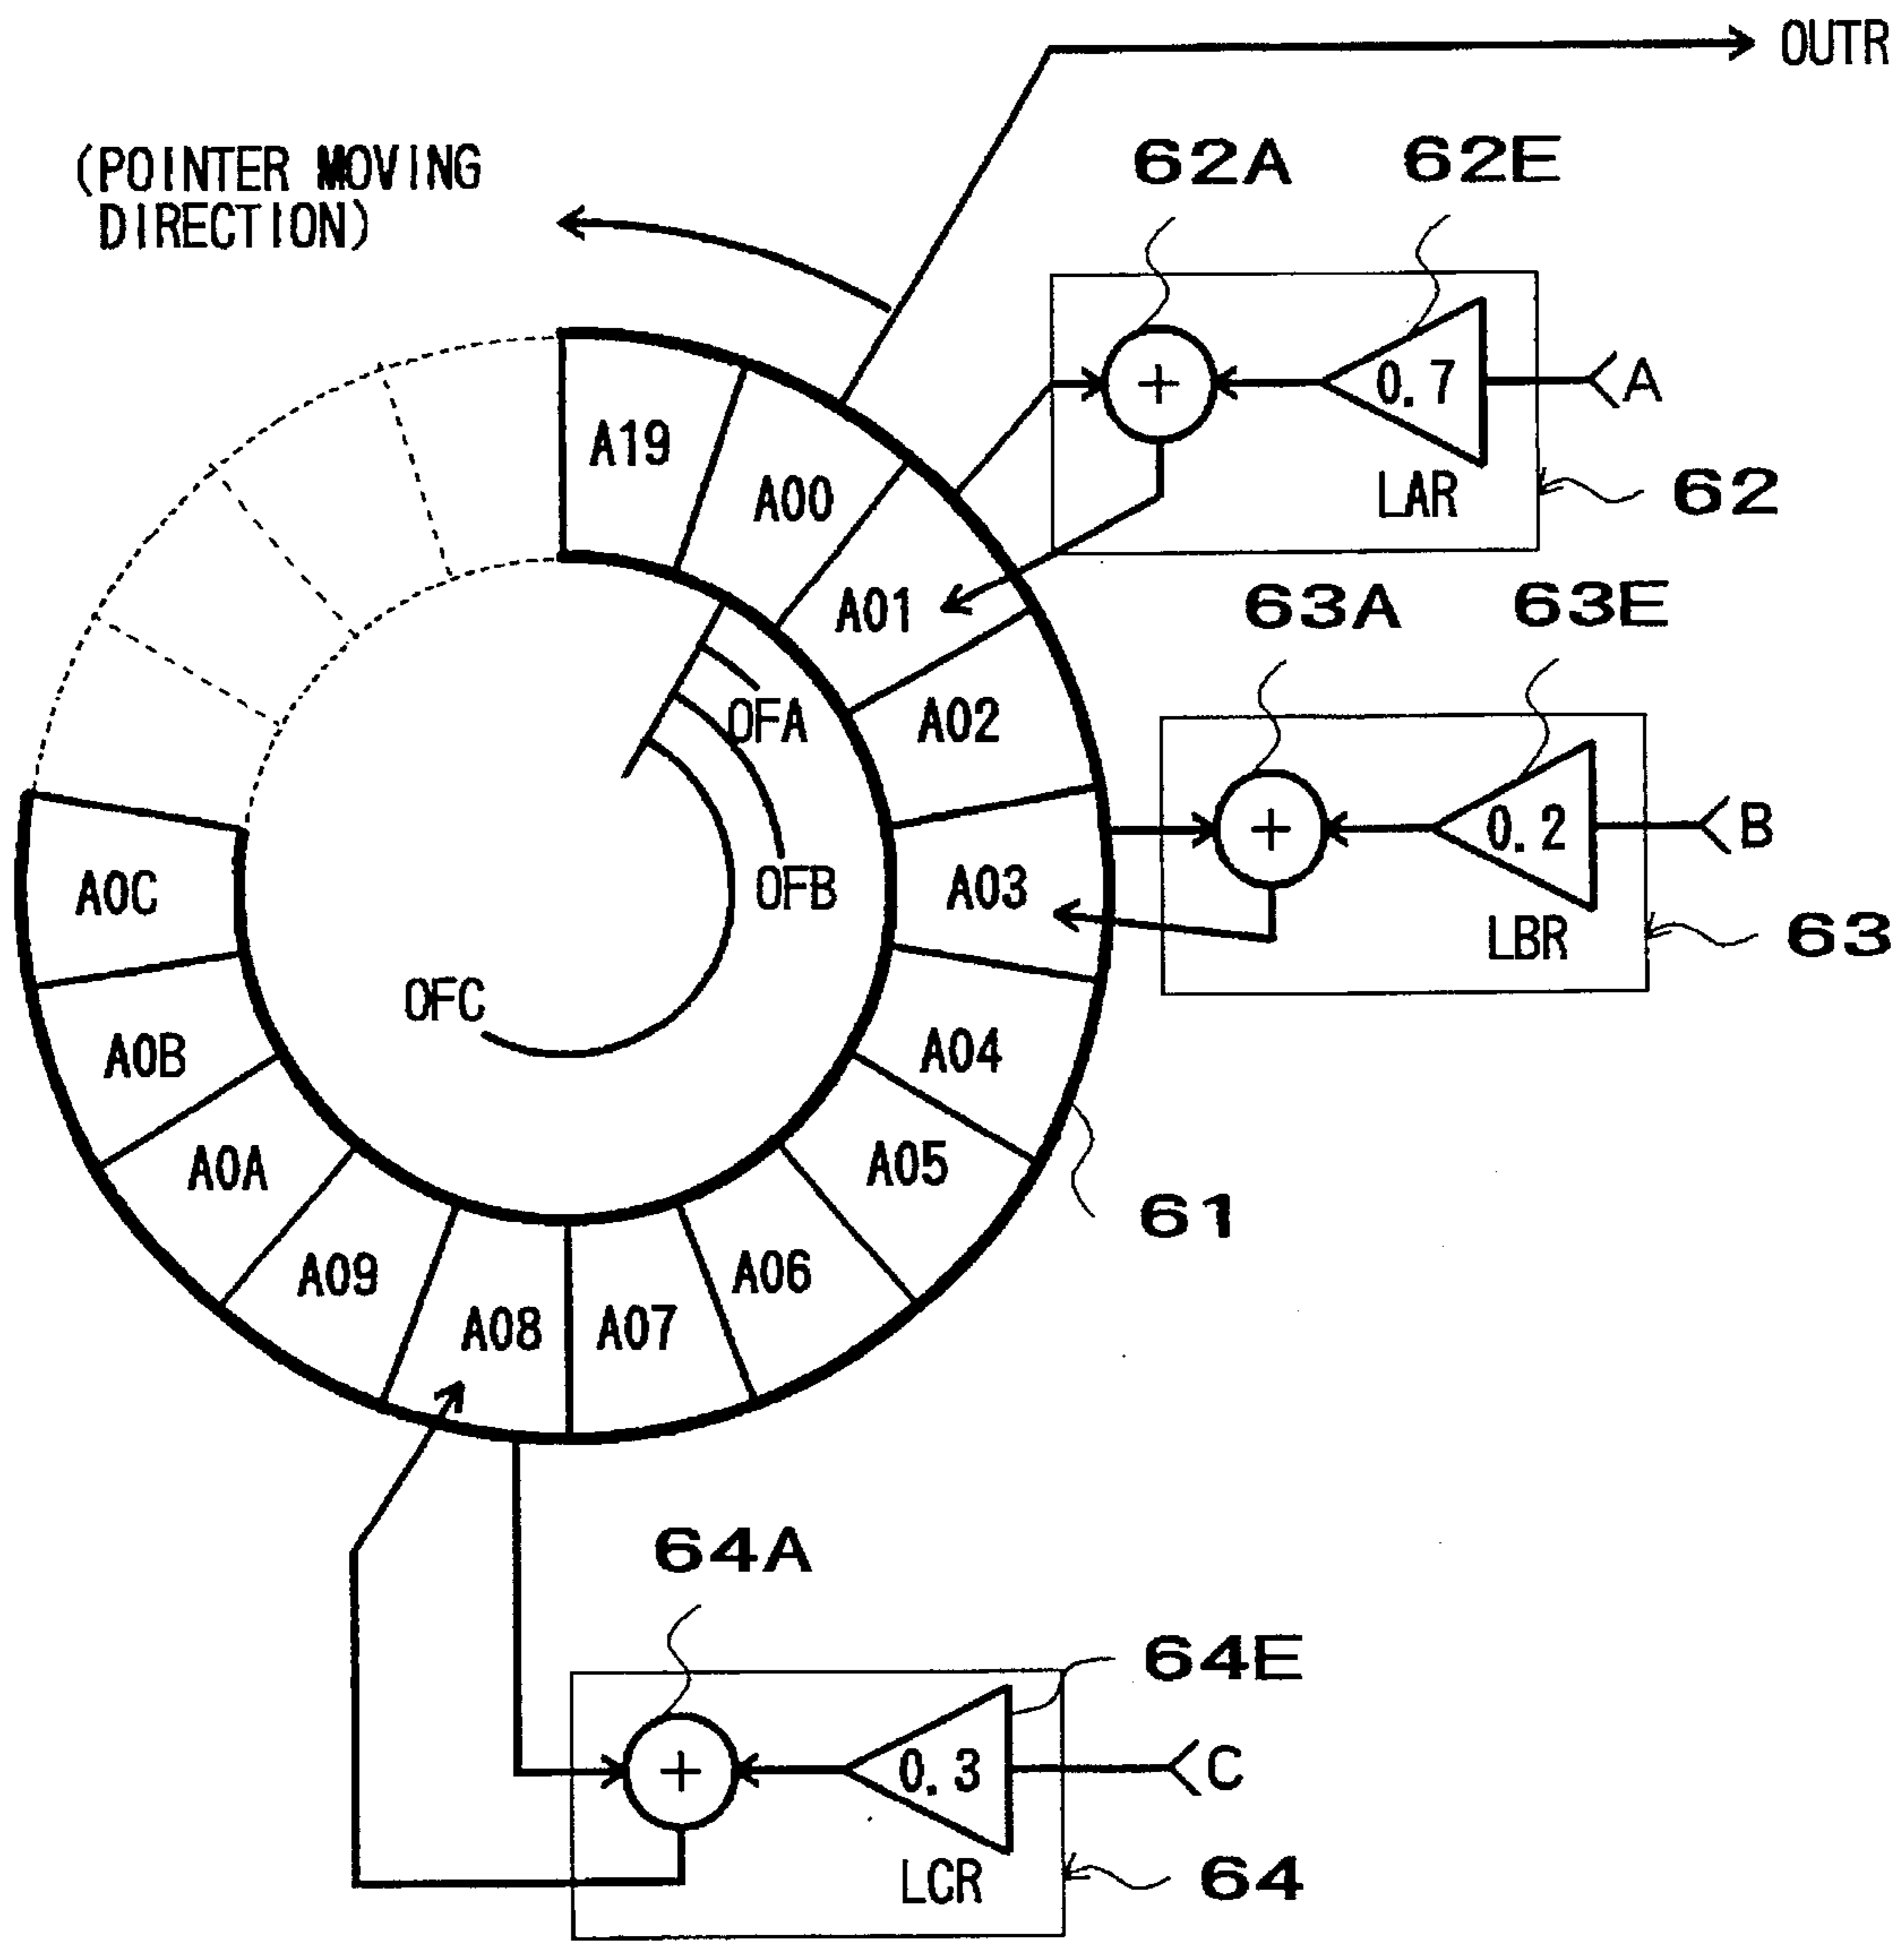 OUTR
(POINTER MOVING
DIRECTION)
62A
62E
A19
A00
+
0.7
A
LAR
62
A01
63A
63E
A02
OFA
+
0.2
B
LBR
63
A03
OFB
A0C
OFC
A04
A0B
A05
A0A
61
A09
A06
A08
A07
64A
64E
+
0.3
C
LCR
64